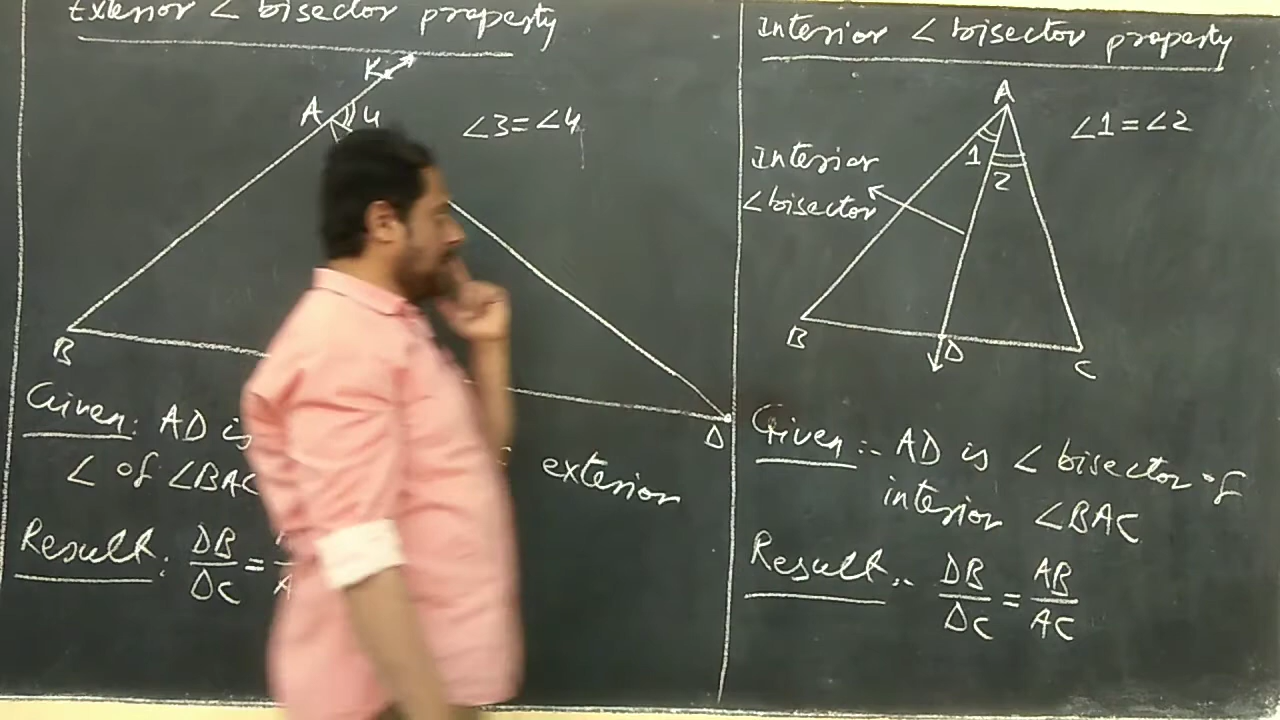 Exterior ∠ bisector property
K
A
4
∠3=∠4
B
D
Given: AD is
exterior
∠ of ∠BAC
Result: DB/DC =
Interior ∠ bisector property
A
∠1=∠2
1
2
Interior
∠bisector
B
D
C
Given:- AD is ∠ bisector of
interior ∠BAC
Result:- DB/DC = AB/AC